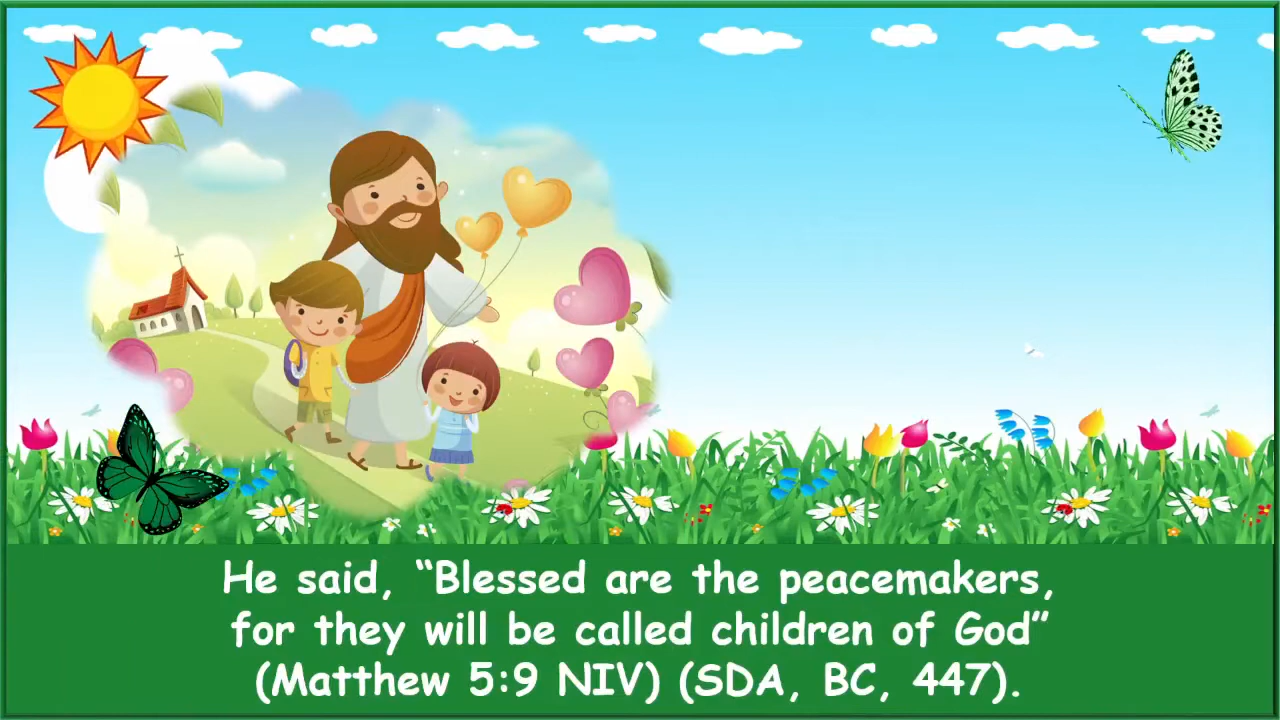 He said, “Blessed are the peacemakers,
for they will be called children of God”
(Matthew 5:9 NIV) (SDA, BC, 447).